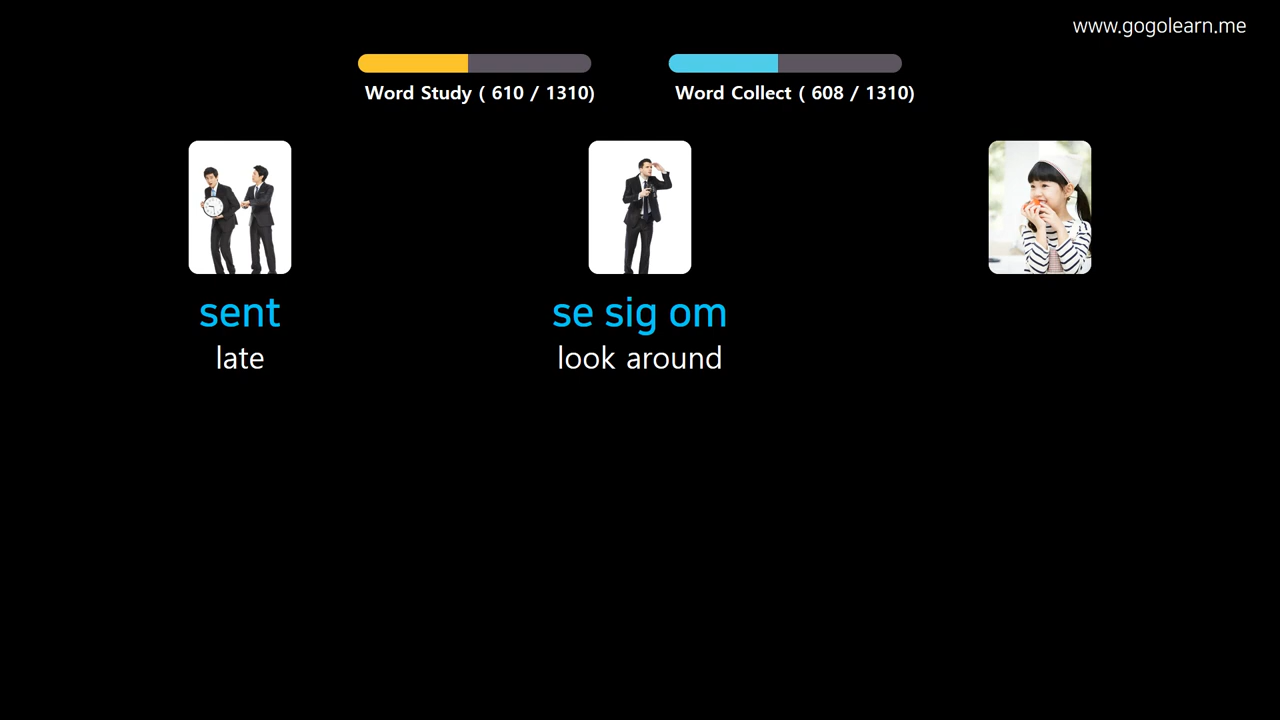 www.gogolearn.me
Word Study ( 610 / 1310)
Word Collect ( 608 / 1310)
sent
late
se sig om
look around